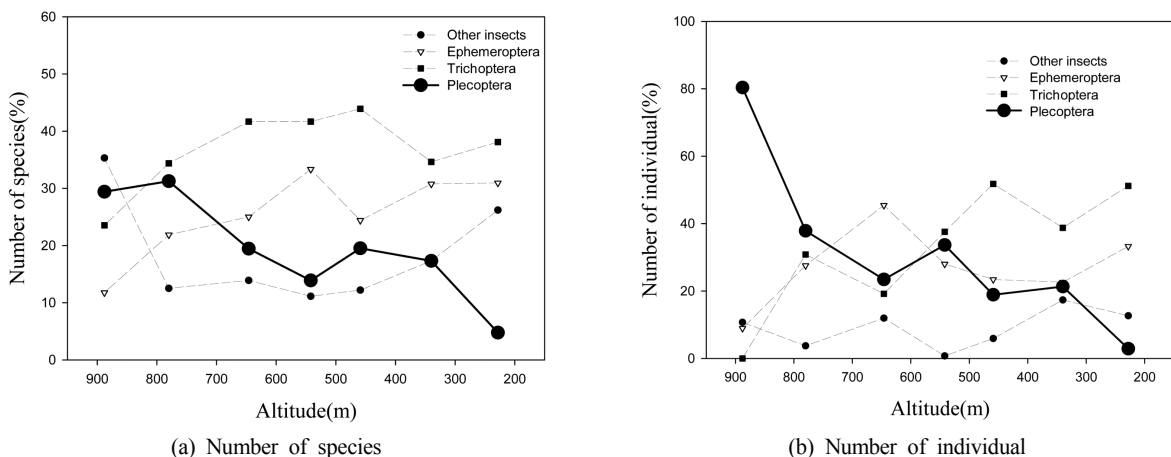 60
50
40
30
20
10
0
Number of species(%)
Other insects
Ephemeroptera
Trichoptera
Plecoptera
900 800 700 600 500 400 300 200
Altitude(m)
(a) Number of species
100
80
60
40
20
0
Number of individual(%)
Other insects
Ephemeroptera
Trichoptera
Plecoptera
900 800 700 600 500 400 300 200
Altitude(m)
(b) Number of individual